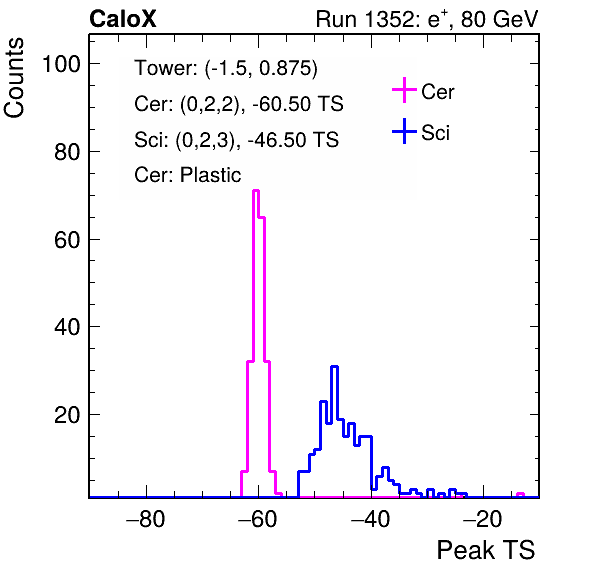 CaloX Run 1352: e⁺, 80 GeV
Counts
100
80
60
40
20
Tower: (-1.5, 0.875)
Cer: (0,2,2), -60.50 TS
Sci: (0,2,3), -46.50 TS
Cer: Plastic
Cer
Sci
−80 −60 −40 −20
Peak TS